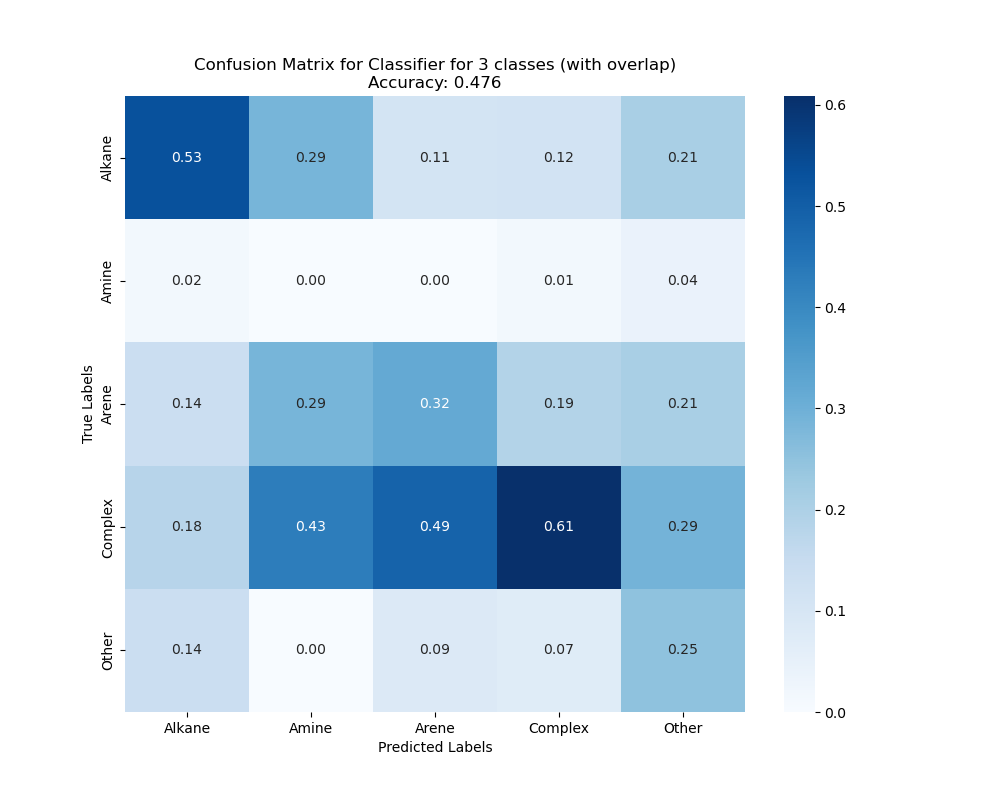 Confusion Matrix for Classifier for 3 classes (with overlap)
Accuracy: 0.476
True Labels
Alkane 0.53 0.29 0.11 0.12 0.21
Amine 0.02 0.00 0.00 0.01 0.04
Arene 0.14 0.29 0.32 0.19 0.21
Complex 0.18 0.43 0.49 0.61 0.29
Other 0.14 0.00 0.09 0.07 0.25
Alkane Amine Arene Complex Other
Predicted Labels
0.6
0.5
0.4
0.3
0.2
0.1
0.0